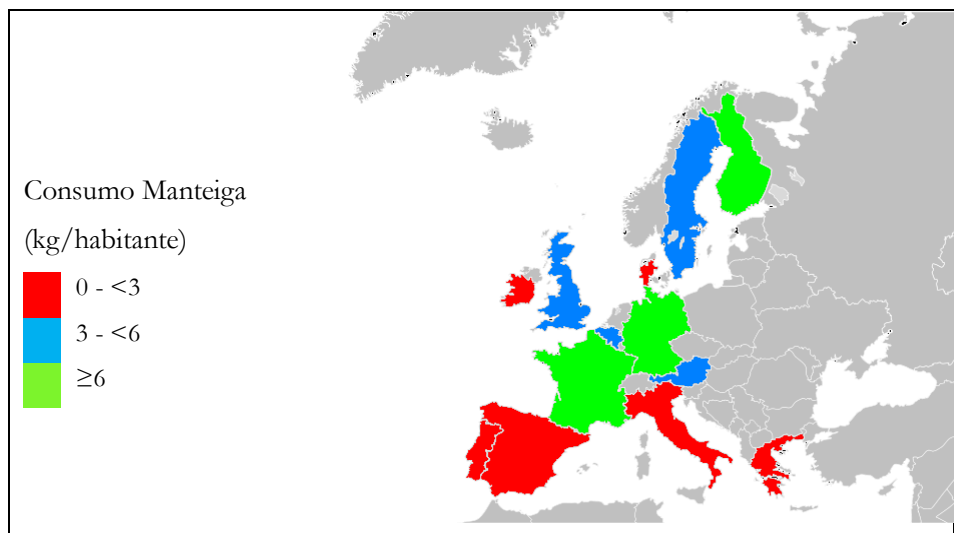 Consumo Manteiga
(kg/habitante)
0 - <3
3 - <6
≥6